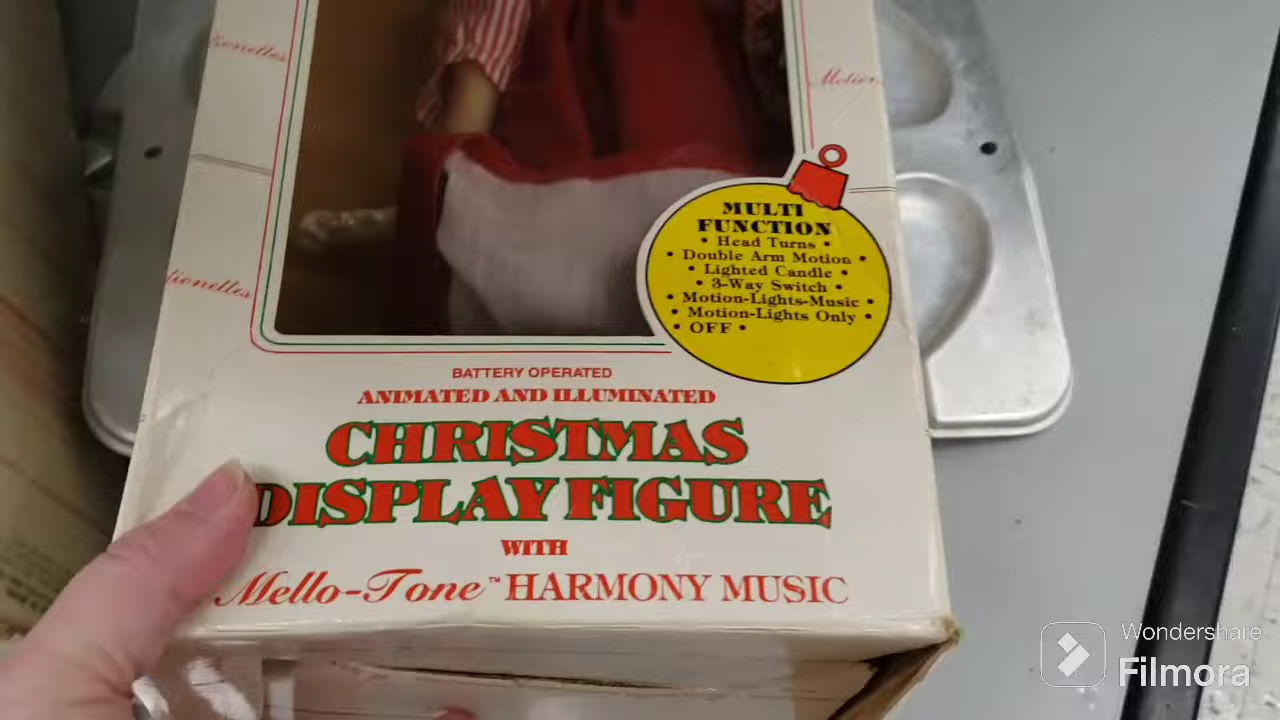 Motion
MULTI
FUNCTION
• Head Turns •
• Double Arm Motion •
• Lighted Candle •
• 3-Way Switch •
• Motion-Lights-Music •
• Motion-Lights Only •
• OFF •
BATTERY OPERATED
ANIMATED AND ILLUMINATED
CHRISTMAS
DISPLAY FIGURE
WITH
Mello-Tone™ HARMONY MUSIC
Wondershare
Filmora